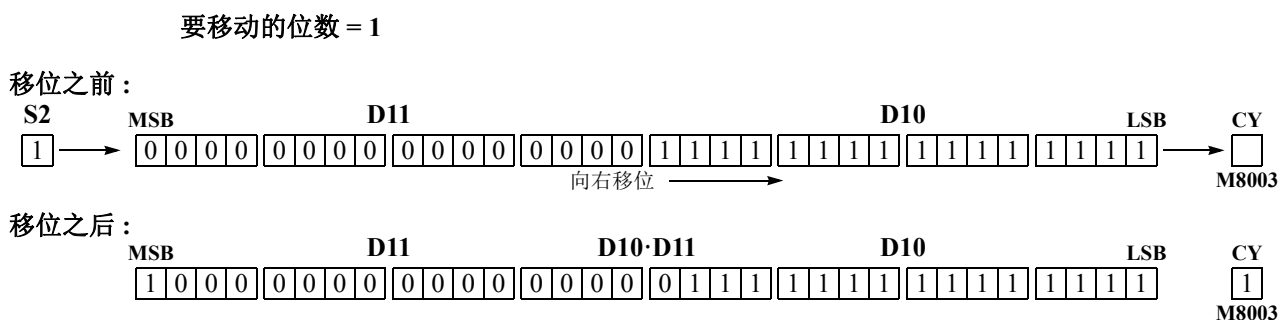 要移动的位数 = 1
移位之前 :
S2 MSB D11 D10 LSB CY
1 0 0 0 0 0 0 0 0 0 0 0 0 0 0 0 0 1 1 1 1 1 1 1 1 1 1 1 1 1 1 1 1
向右移位 M8003
移位之后 :
MSB D11 D10·D11 D10 LSB CY
1 0 0 0 0 0 0 0 0 0 0 0 0 0 0 0 0 1 1 1 1 1 1 1 1 1 1 1 1 1 1 1 1
M8003